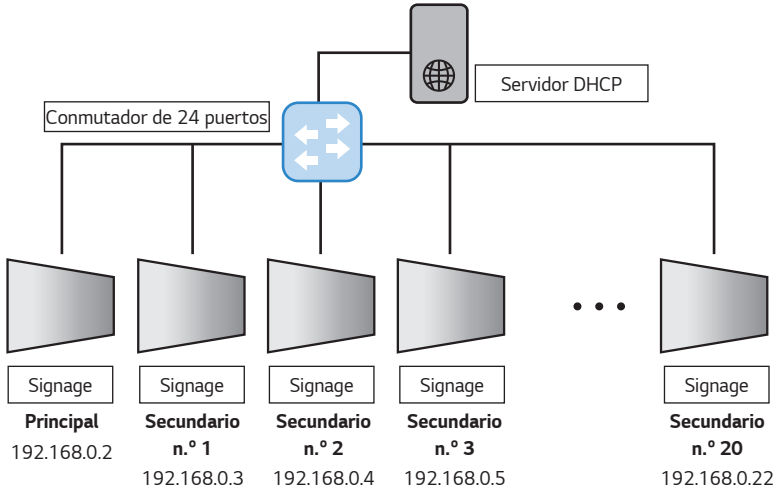 Servidor DHCP
Conmutador de 24 puertos
Signage
Signage
Signage
Signage
Signage
Principal
192.168.0.2
Secundario
n.º 1
192.168.0.3
Secundario
n.º 2
192.168.0.4
Secundario
n.º 3
192.168.0.5
Secundario
n.º 20
192.168.0.22